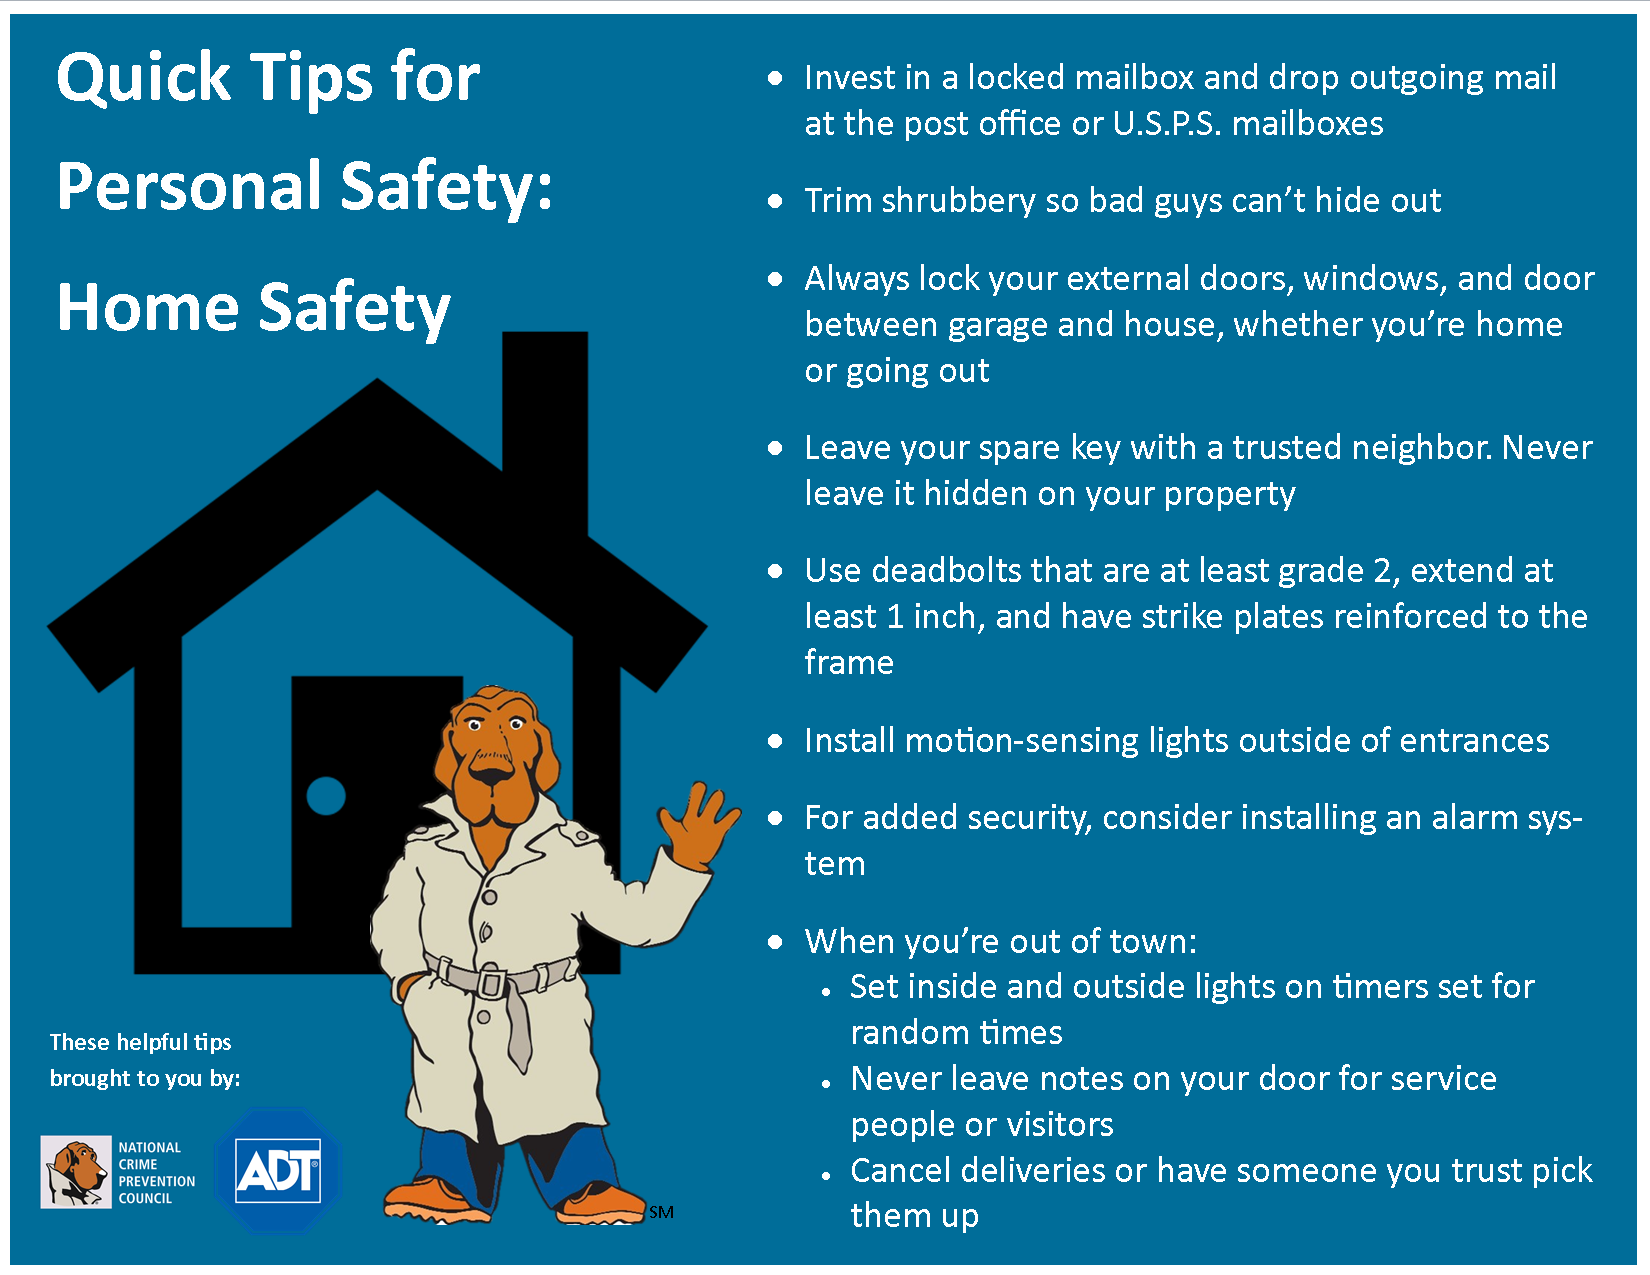 Quick Tips for
Personal Safety:
Home Safety
• Invest in a locked mailbox and drop outgoing mail
at the post office or U.S.P.S. mailboxes
• Trim shrubbery so bad guys can’t hide out
• Always lock your external doors, windows, and door
between garage and house, whether you’re home
or going out
• Leave your spare key with a trusted neighbor. Never
leave it hidden on your property
• Use deadbolts that are at least grade 2, extend at
least 1 inch, and have strike plates reinforced to the
frame
• Install motion-sensing lights outside of entrances
• For added security, consider installing an alarm sys-
tem
• When you’re out of town:
• Set inside and outside lights on timers set for
random times
• Never leave notes on your door for service
people or visitors
• Cancel deliveries or have someone you trust pick
them up
These helpful tips
brought to you by:
NATIONAL
CRIME
PREVENTION
COUNCIL
ADT®
SM